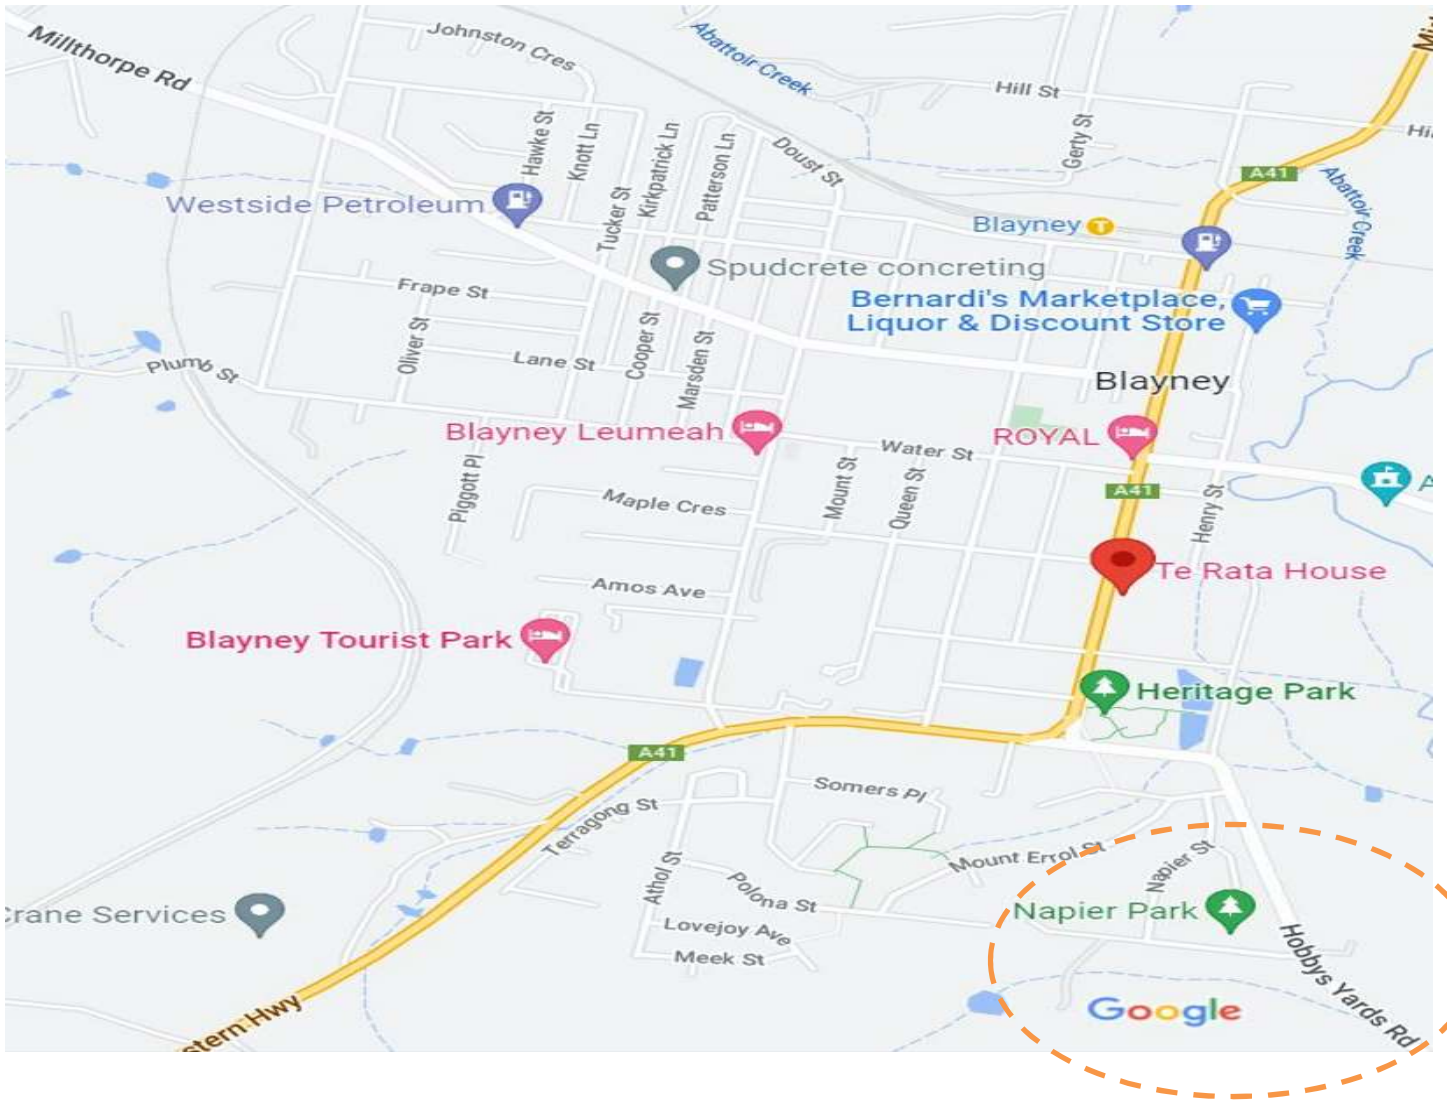 Millthorpe Rd
Johnston Cres
Abattoir Creek
Hill St
Gerty St
A41
Abattoir Creek
Hawke St
Knott Ln
Kirkpatrick Ln
Patterson Ln
Doust St
Tucker St
Westside Petroleum
Blayney
T
Spudcrete concreting
Bernardi's Marketplace,
Liquor & Discount Store
Frape St
Oliver St
Lane St
Cooper St
Marsden St
Plumb St
Blayney
Blayney Leumeah
ROYAL
Water St
A41
Piggott Pl
Maple Cres
Mount St
Queen St
Henry St
Te Rata House
Amos Ave
Blayney Tourist Park
Heritage Park
A41
Somers Pl
Terragong St
Mount Errol St
Napier St
Athol St
Polona St
Napier Park
Crane Services
Lovejoy Ave
Meek St
Hobbys Yards Rd
Google
stern Hwy